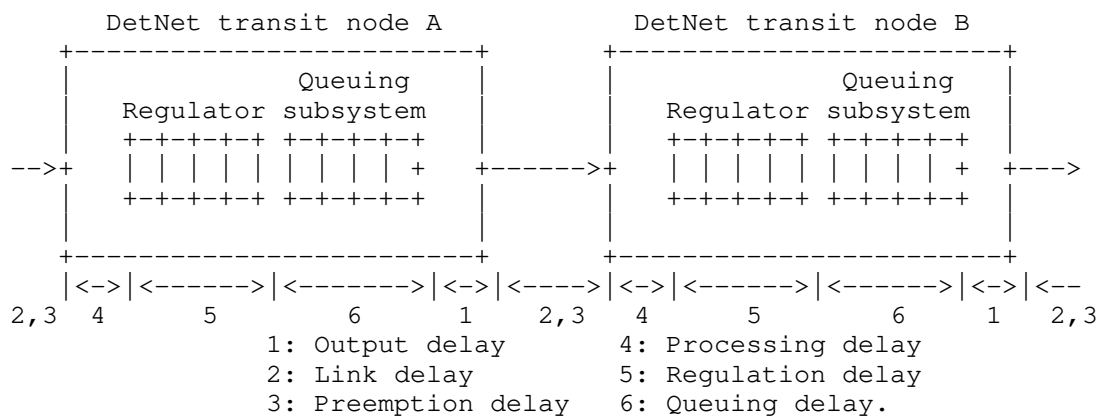 DetNet transit node A DetNet transit node B
Queuing Queuing
Regulator subsystem Regulator subsystem
2,3 4 5 6 1 2,3 4 5 6 1 2,3
1: Output delay 4: Processing delay
2: Link delay 5: Regulation delay
3: Preemption delay 6: Queuing delay.